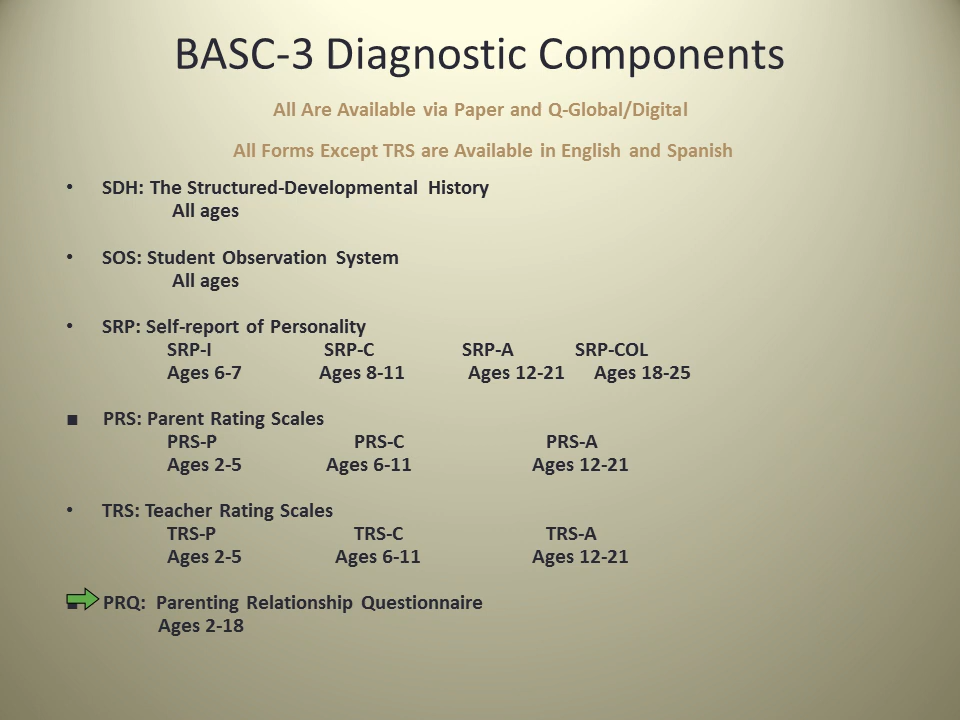 BASC-3 Diagnostic Components
All Are Available via Paper and Q-Global/Digital
All Forms Except TRS are Available in English and Spanish
• SDH: The Structured-Developmental History
All ages
• SOS: Student Observation System
All ages
• SRP: Self-report of Personality
SRP-I SRP-C SRP-A SRP-COL
Ages 6-7 Ages 8-11 Ages 12-21 Ages 18-25
■ PRS: Parent Rating Scales
PRS-P PRS-C PRS-A
Ages 2-5 Ages 6-11 Ages 12-21
• TRS: Teacher Rating Scales
TRS-P TRS-C TRS-A
Ages 2-5 Ages 6-11 Ages 12-21
■ PRQ: Parenting Relationship Questionnaire
Ages 2-18